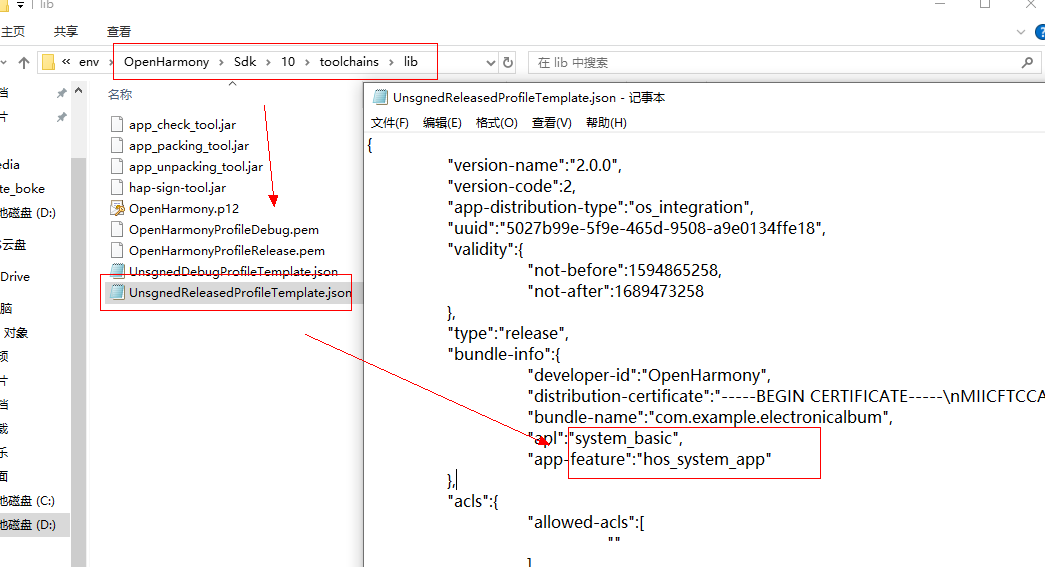 lib
主页 共享 查看
« env › OpenHarmony › Sdk › 10 › toolchains › lib
在 lib 中搜索
名称
app_check_tool.jar
app_packing_tool.jar
app_unpacking_tool.jar
hap-sign-tool.jar
OpenHarmony.p12
OpenHarmonyProfileDebug.pem
OpenHarmonyProfileRelease.pem
UnsgnedDebugProfileTemplate.json
UnsgnedReleasedProfileTemplate.json
档
片
edia
te_boke
地磁盘 (D:)
云盘
Drive
脑
对象
频
片
档
载
乐
面
地磁盘 (C:)
地磁盘 (D:)
UnsgnedReleasedProfileTemplate.json - 记事本
文件(F) 编辑(E) 格式(O) 查看(V) 帮助(H)
{
"version-name":"2.0.0",
"version-code":2,
"app-distribution-type":"os_integration",
"uuid":"5027b99e-5f9e-465d-9508-a9e0134ffe18",
"validity":{
"not-before":1594865258,
"not-after":1689473258
},
"type":"release",
"bundle-info":{
"developer-id":"OpenHarmony",
"distribution-certificate":"-----BEGIN CERTIFICATE-----\nMIICFTCCA
"bundle-name":"com.example.electronicalbum",
"apl":"system_basic",
"app-feature":"hos_system_app"
},
"acls":{
"allowed-acls":[
""
]